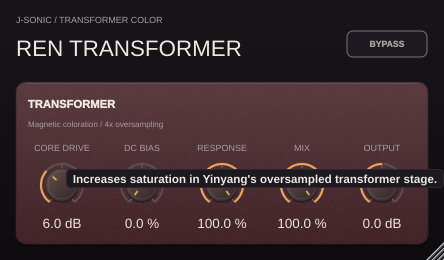 J-SONIC / TRANSFORMER COLOR
REN TRANSFORMER
BYPASS
TRANSFORMER
Magnetic coloration / 4x oversampling
CORE DRIVE DC BIAS RESPONSE MIX OUTPUT
Increases saturation in Yinyang's oversampled transformer stage.
6.0 dB 0.0 % 100.0 % 100.0 % 0.0 dB